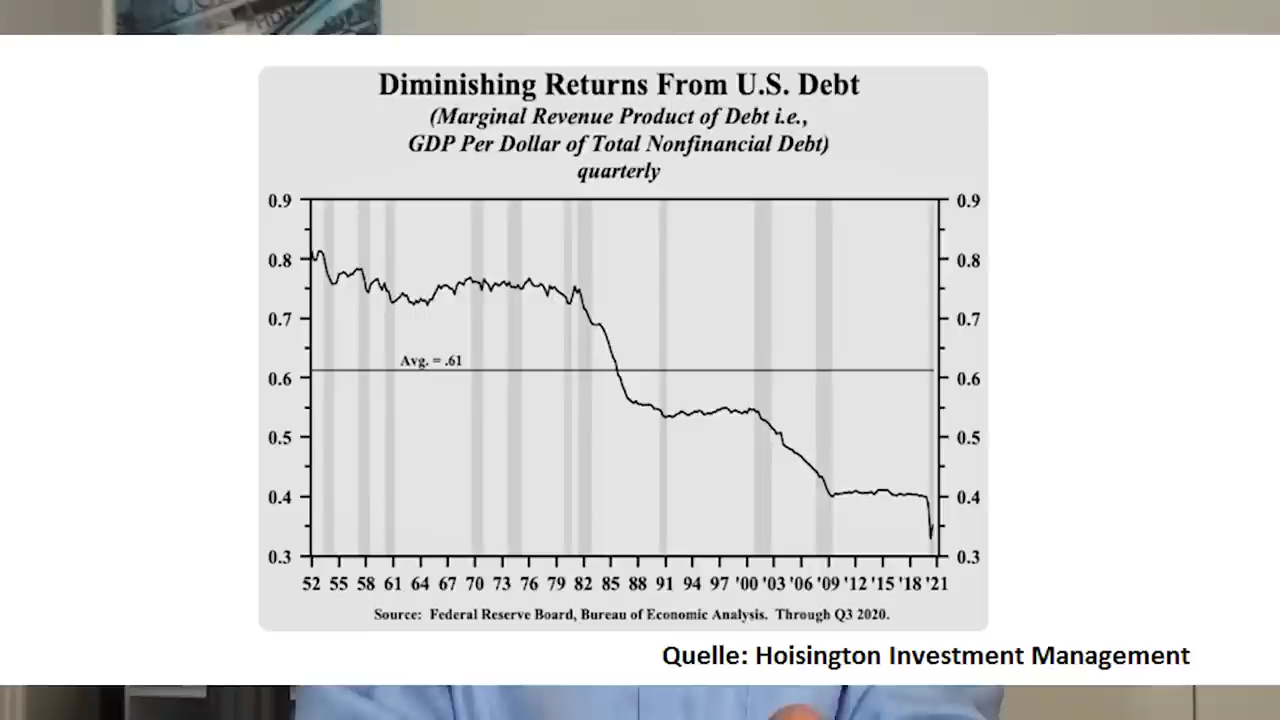 Diminishing Returns From U.S. Debt
(Marginal Revenue Product of Debt i.e.,
GDP Per Dollar of Total Nonfinancial Debt)
quarterly
0.9 0.9
0.8 0.8
0.7 0.7
Avg. = .61
0.6 0.6
0.5 0.5
0.4 0.4
0.3 0.3
52 55 58 61 64 67 70 73 76 79 82 85 88 91 94 97 '00 '03 '06 '09 '12 '15 '18 '21
Source: Federal Reserve Board, Bureau of Economic Analysis. Through Q3 2020.
Quelle: Hoisington Investment Management